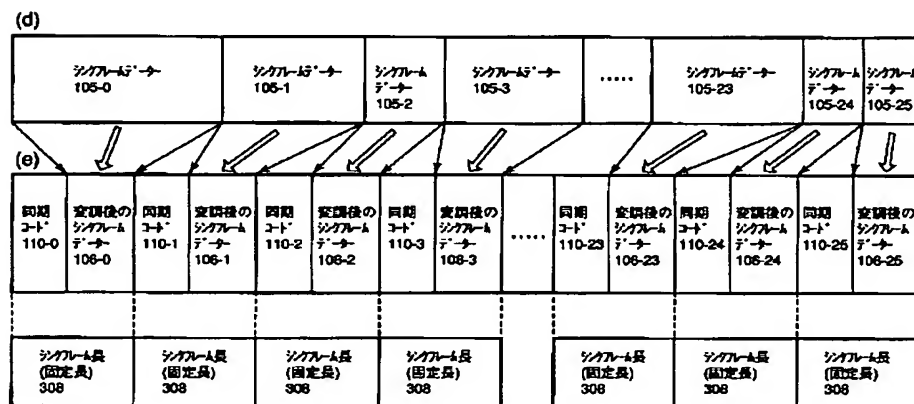 (d)
シンクフレームデーター
105-0
シンクフレームデーター
105-1
シンクフレーム
データー
105-2
シンクフレームデーター
105-3
.....
シンクフレームデーター
105-23
シンクフレーム
データー
105-24
シンクフレーム
データー
105-25
(e)
同期
コード
110-0
変調後の
シンクフレーム
データー
106-0
同期
コード
110-1
変調後の
シンクフレーム
データー
106-1
同期
コード
110-2
変調後の
シンクフレーム
データー
106-2
同期
コード
110-3
変調後の
シンクフレーム
データー
106-3
.....
同期
コード
110-23
変調後の
シンクフレーム
データー
106-23
同期
コード
110-24
変調後の
シンクフレーム
データー
106-24
同期
コード
110-25
変調後の
シンクフレーム
データー
106-25
シンクフレーム長
(固定長)
308
シンクフレーム長
(固定長)
308
シンクフレーム長
(固定長)
308
シンクフレーム長
(固定長)
308
シンクフレーム長
(固定長)
308
シンクフレーム長
(固定長)
308
シンクフレーム長
(固定長)
308